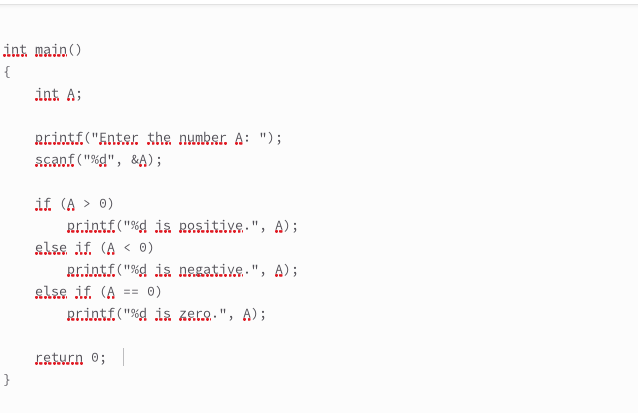 int main()
{
    int A;
    printf("Enter the number A: ");
    scanf("%d", &A);
    if (A > 0)
        printf("%d is positive.", A);
    else if (A < 0)
        printf("%d is negative.", A);
    else if (A == 0)
        printf("%d is zero.", A);
    return 0;
}